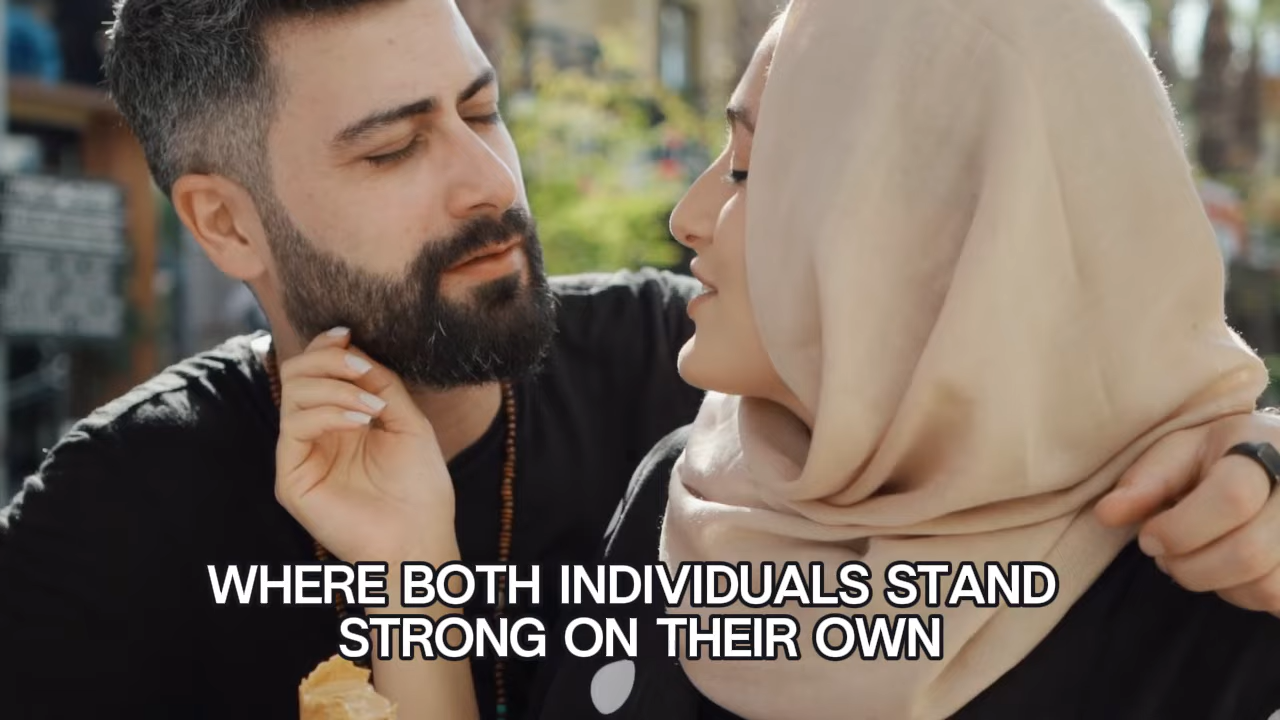 WHERE BOTH INDIVIDUALS STAND
STRONG ON THEIR OWN